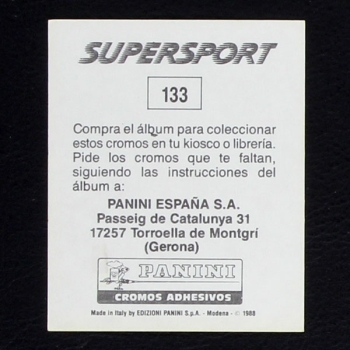 SUPERSPORT
133
Compra el álbum para coleccionar
estos cromos en tu kiosco o librería.
Pide los cromos que te faltan,
siguiendo las instrucciones del
álbum a:
PANINI ESPAÑA S.A.
Passeig de Catalunya 31
17257 Torroella de Montgrí
(Gerona)
PANINI
CROMOS ADHESIVOS
Made in Italy by EDIZIONI PANINI S.p.A. - Modena - © 1988